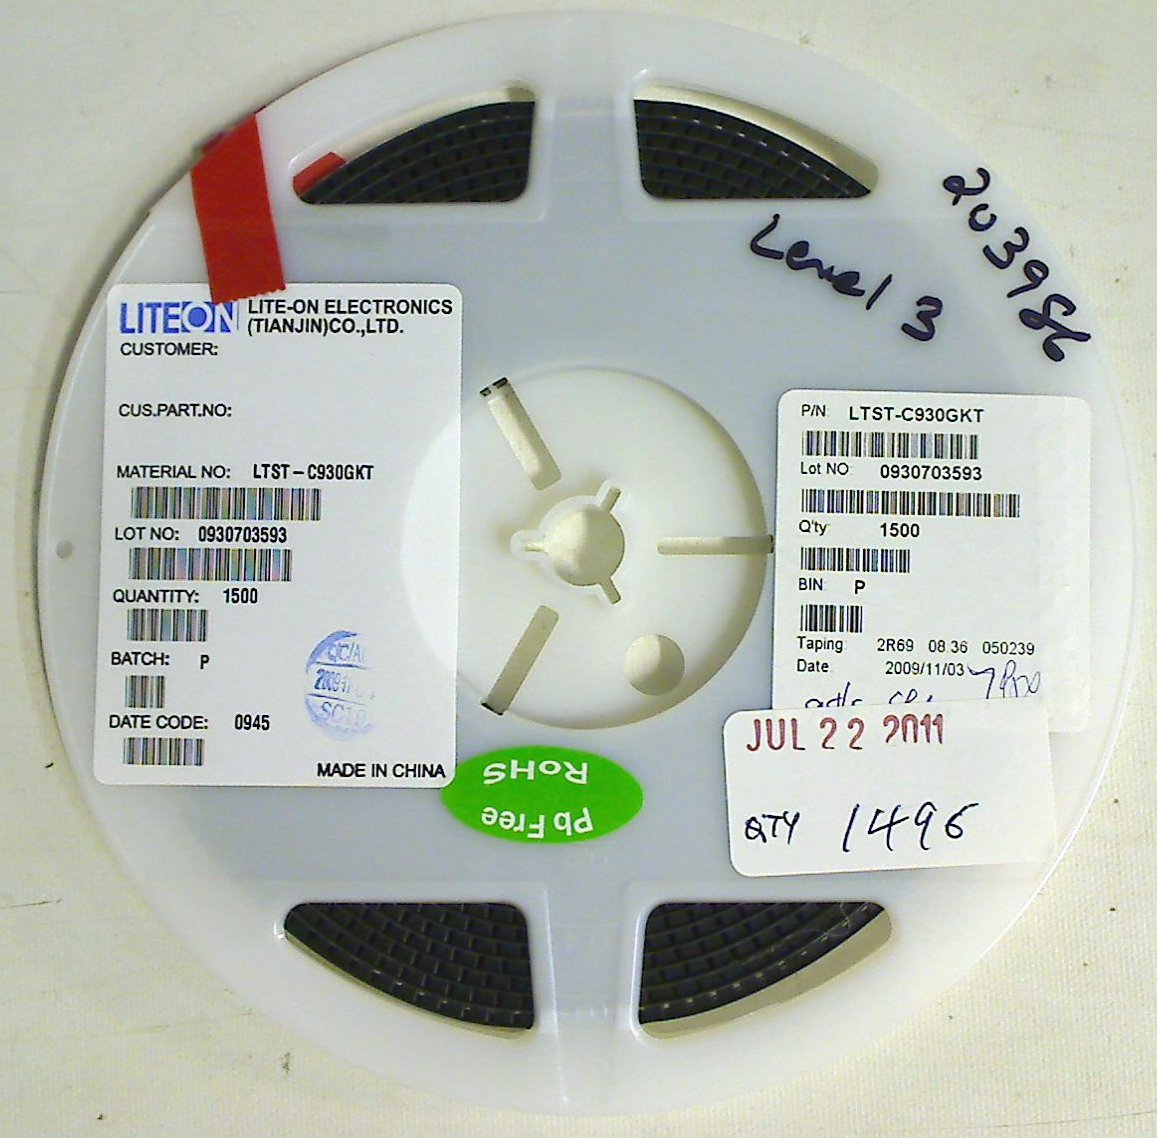 203986
Level 3
LITEON
LITE-ON ELECTRONICS
(TIANJIN)CO.,LTD.
CUSTOMER:
CUS.PART.NO:
MATERIAL NO: LTST-C930GKT
LOT NO: 0930703593
QUANTITY: 1500
BATCH: P
DATE CODE: 0945
MADE IN CHINA
P/N: LTST-C930GKT
Lot NO: 0930703593
Q'ty: 1500
BIN: P
Taping: 2R69 08:36 050239
Date: 2009/11/03
JUL 22 2011
QTY 1496
Pb Free
RoHS